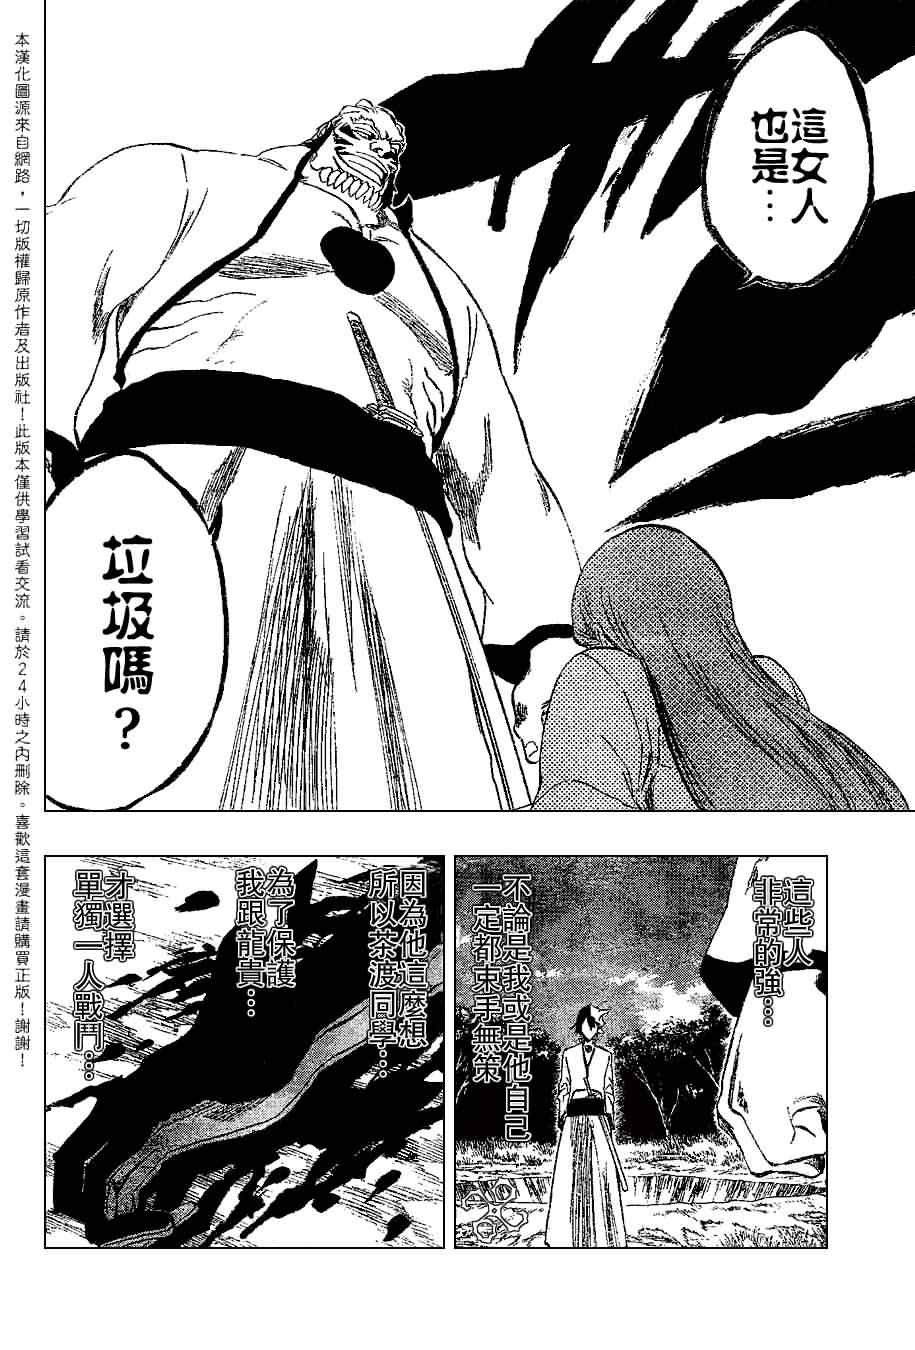 這女人
也是…
垃圾嗎？
這些人
非常的強…
不論是我或是他自己
一定都束手無策
因為他這麼想
所以茶渡同學…
為了保護
我跟龍貴…
才選擇
單獨一人戰鬥…
本漢化圖源來自網路，一切版權歸原作者及出版社！此版本僅供學習試看交流。請於24小時之內刪除。喜歡這套漫畫請購買正版！謝謝！